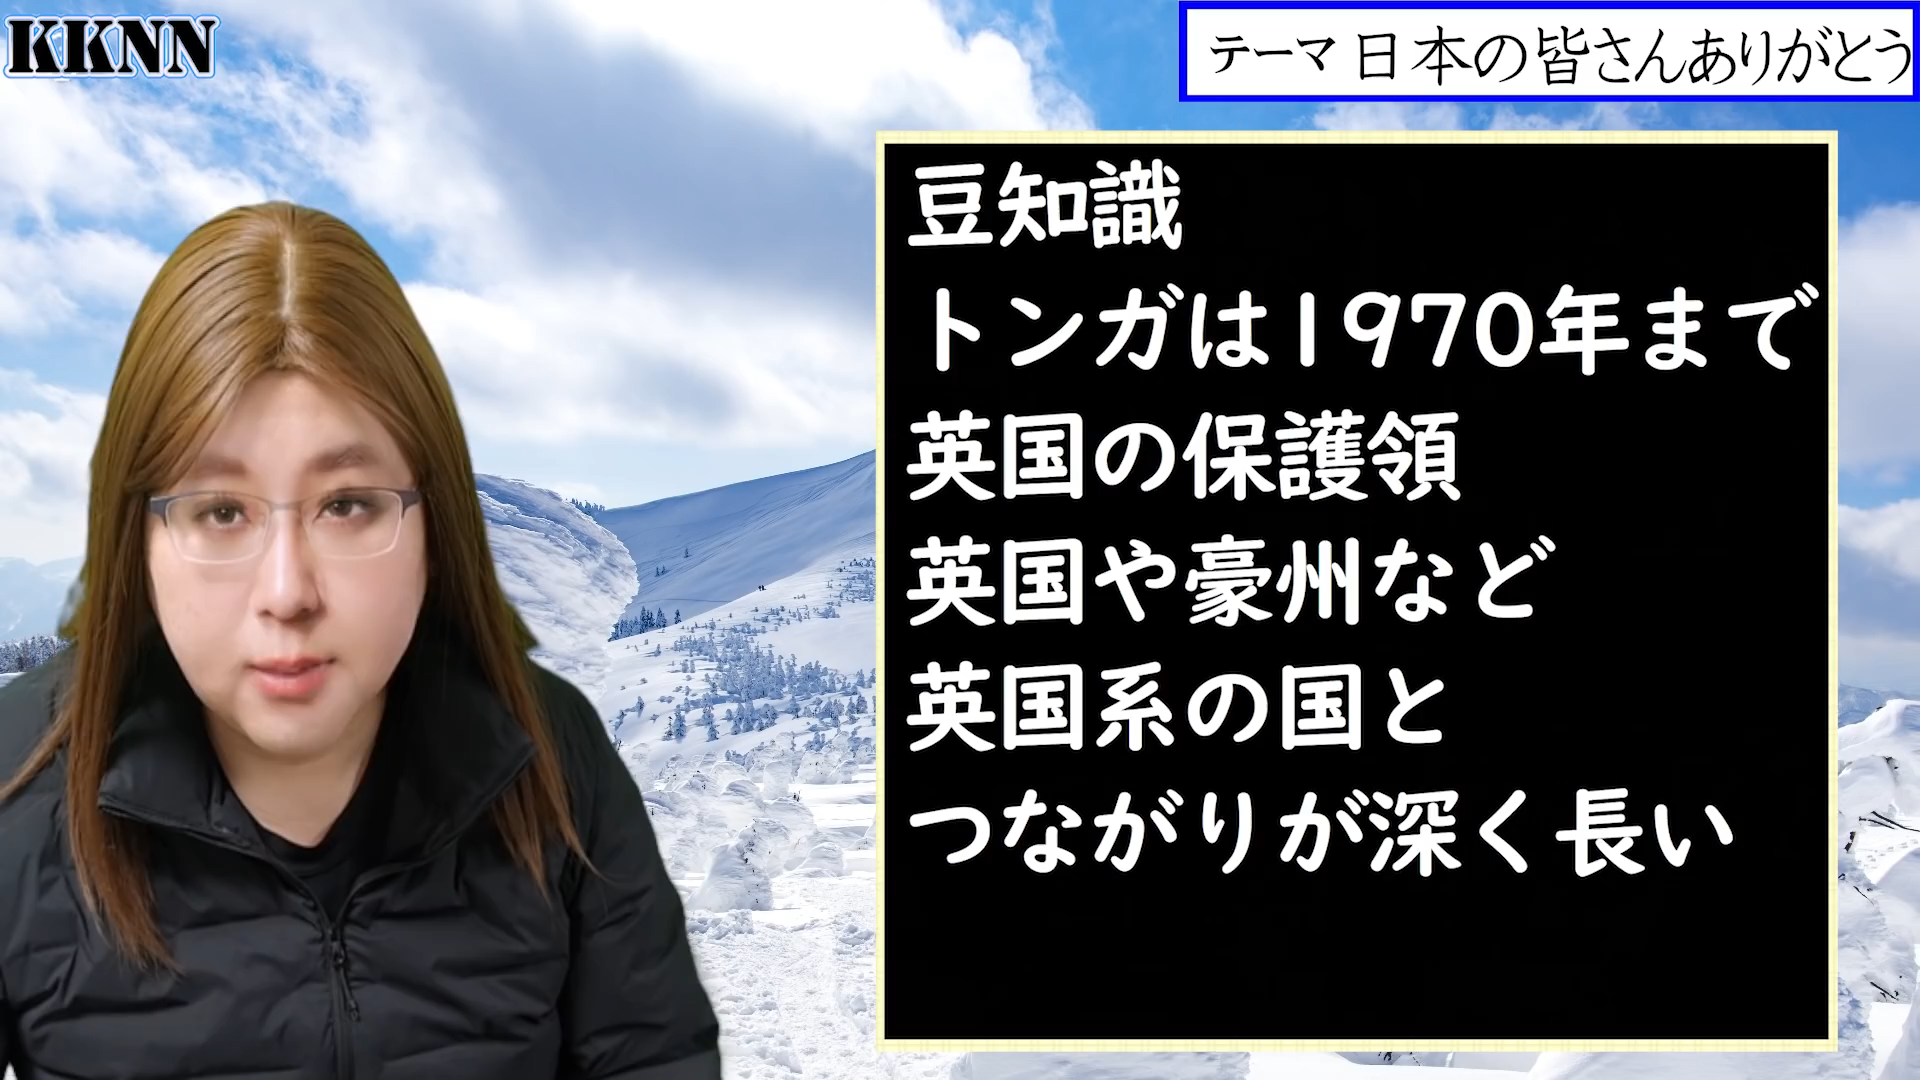 KKNN
テーマ 日本の皆さんありがとう
豆知識
トンガは1970年まで
英国の保護領
英国や豪州など
英国系の国と
つながりが深く長い